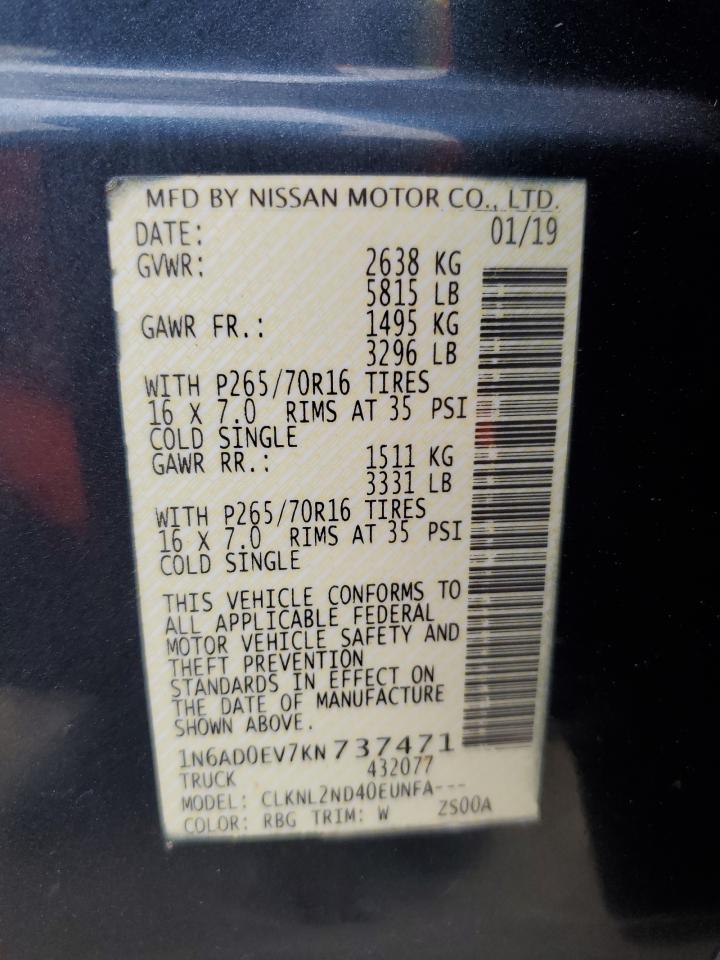 MFD BY NISSAN MOTOR CO., LTD.
DATE: 01/19
GVWR: 2638 KG
5815 LB
GAWR FR.: 1495 KG
3296 LB
WITH P265/70R16 TIRES
16 X 7.0 RIMS AT 35 PSI
COLD SINGLE
GAWR RR.: 1511 KG
3331 LB
WITH P265/70R16 TIRES
16 X 7.0 RIMS AT 35 PSI
COLD SINGLE
THIS VEHICLE CONFORMS TO
ALL APPLICABLE FEDERAL
MOTOR VEHICLE SAFETY AND
THEFT PREVENTION
STANDARDS IN EFFECT ON
THE DATE OF MANUFACTURE
SHOWN ABOVE.
1N6AD0EV7KN737471
TRUCK 432077
MODEL: CLKNL2ND40EUNFA---
COLOR: RBG TRIM: W ZS00A